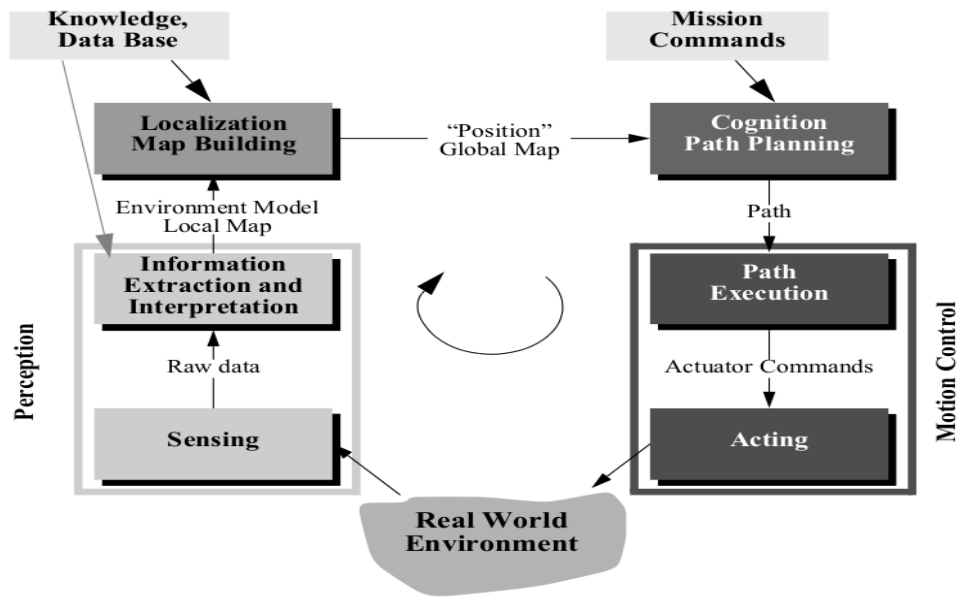 Knowledge,
Data Base
Mission
Commands
Localization
Map Building
“Position”
Global Map
Cognition
Path Planning
Environment Model
Local Map
Path
Information
Extraction and
Interpretation
Path
Execution
Perception
Raw data
Actuator Commands
Motion Control
Sensing
Acting
Real World
Environment